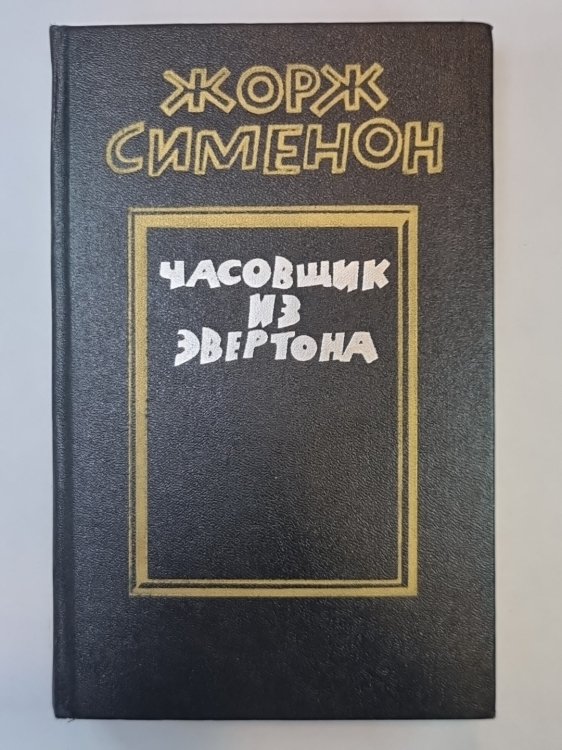 ЖОРЖ
СИМЕНОН
ЧАСОВЩИК
ИЗ
ЭВЕРТОНА